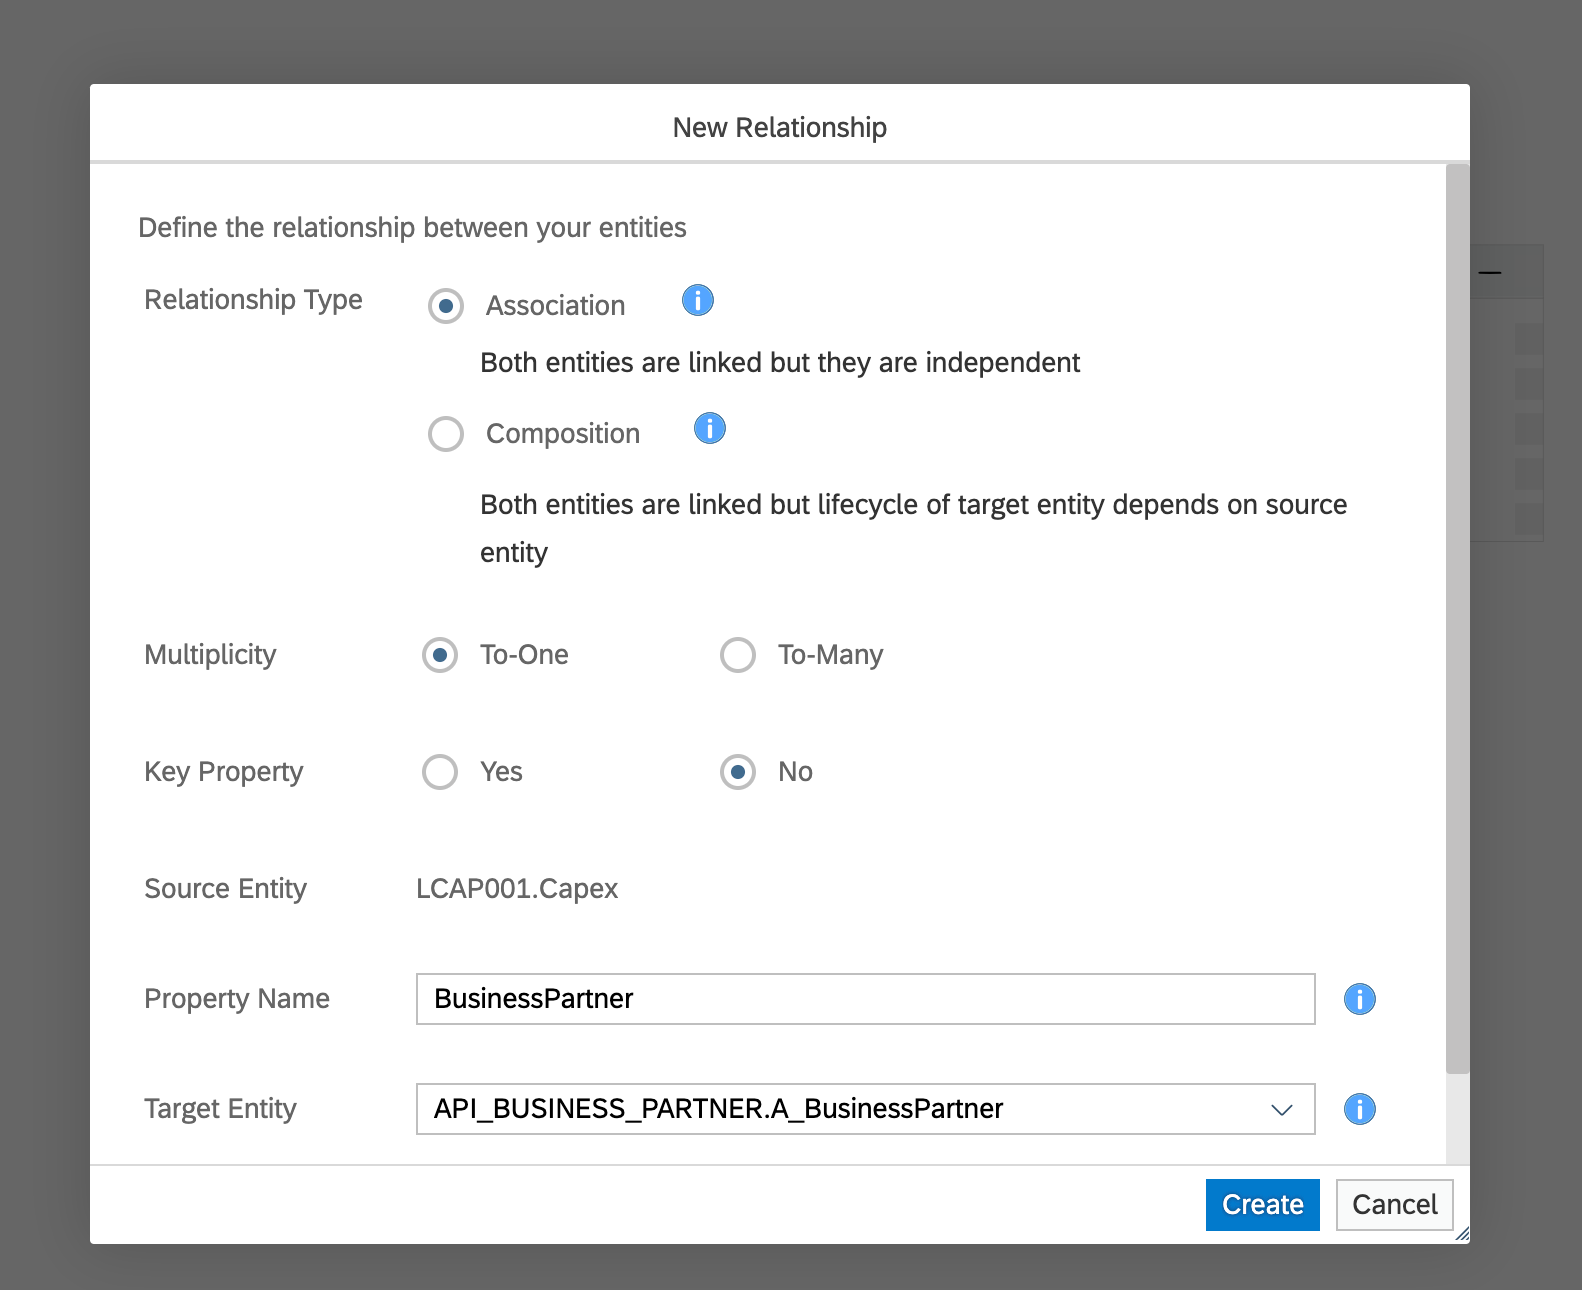 New Relationship
Define the relationship between your entities
Relationship Type
Association
Both entities are linked but they are independent
Composition
Both entities are linked but lifecycle of target entity depends on source
entity
Multiplicity To-One To-Many
Key Property Yes No
Source Entity LCAP001.Capex
Property Name BusinessPartner
Target Entity API_BUSINESS_PARTNER.A_BusinessPartner
Create Cancel